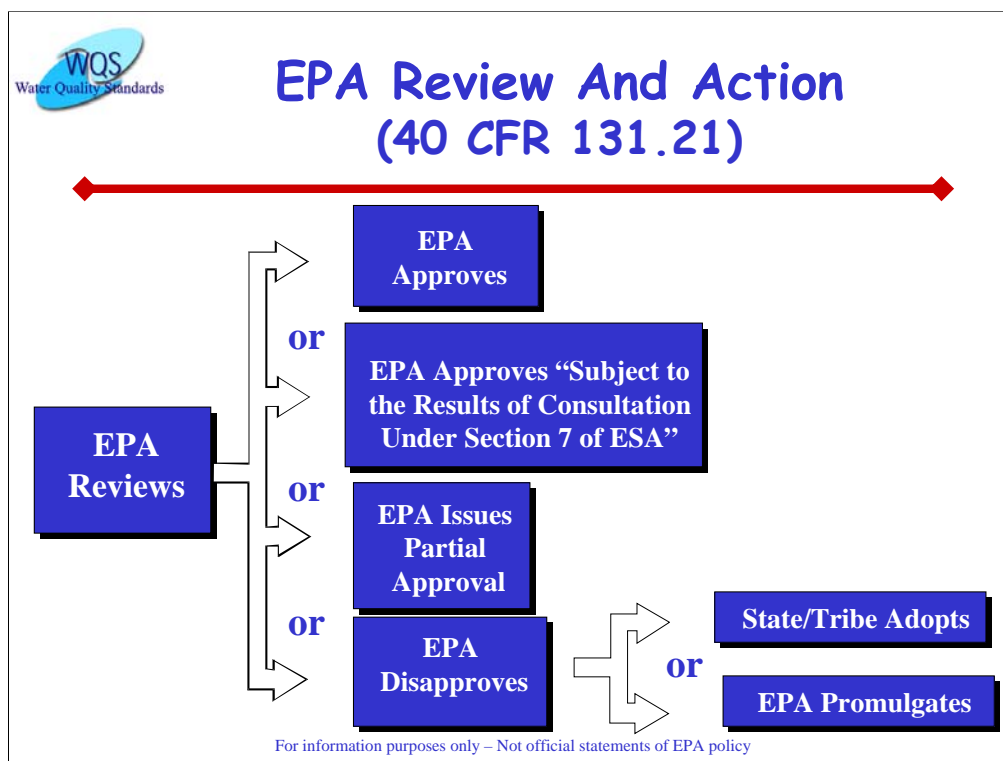 WQS
Water Quality Standards
EPA Review And Action
(40 CFR 131.21)
EPA
Approves
or
EPA Approves “Subject to
the Results of Consultation
Under Section 7 of ESA”
EPA
Reviews
or
EPA Issues
Partial
Approval
or
EPA
Disapproves
State/Tribe Adopts
or
EPA Promulgates
For information purposes only – Not official statements of EPA policy